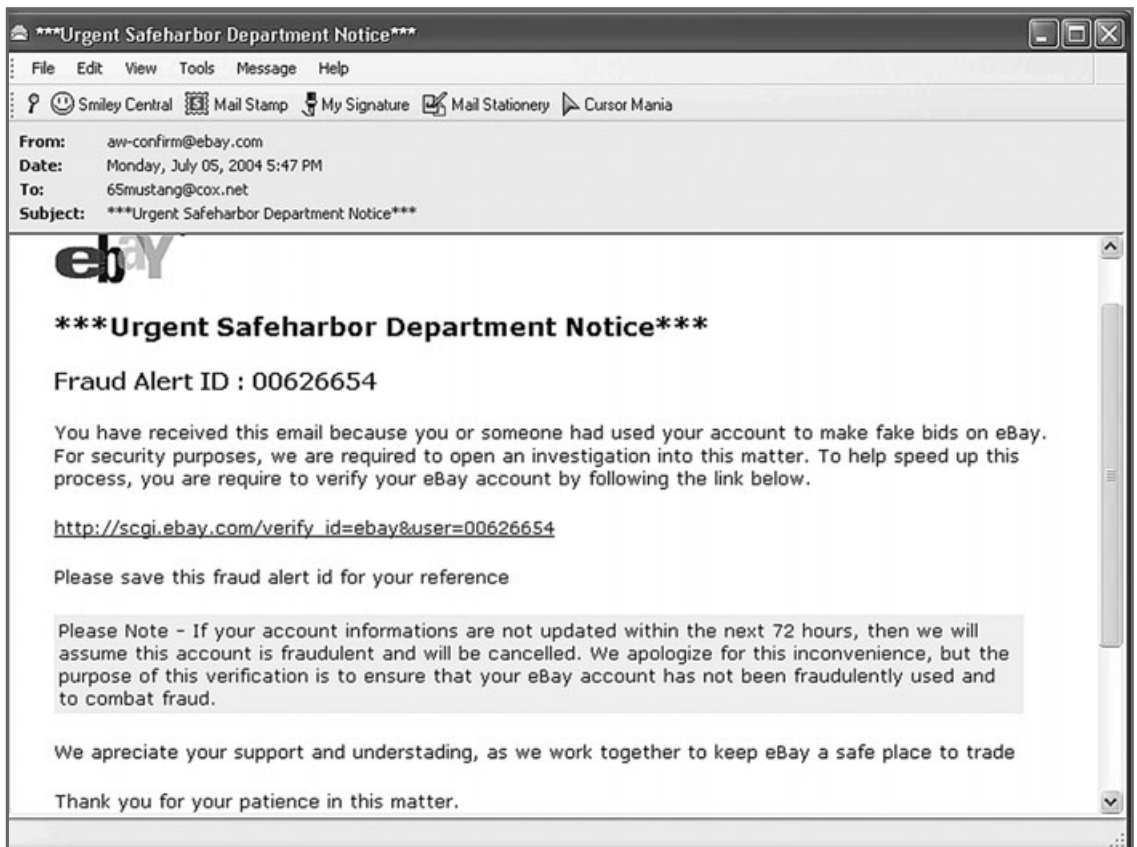 ***Urgent Safeharbor Department Notice***
File Edit View Tools Message Help
Smiley Central Mail Stamp My Signature Mail Stationery Cursor Mania
From: aw-confirm@ebay.com
Date: Monday, July 05, 2004 5:47 PM
To: 65mustang@cox.net
Subject: ***Urgent Safeharbor Department Notice***
ebaY
***Urgent Safeharbor Department Notice***
Fraud Alert ID : 00626654
You have received this email because you or someone had used your account to make fake bids on eBay.
For security purposes, we are required to open an investigation into this matter. To help speed up this
process, you are require to verify your eBay account by following the link below.
http://scgi.ebay.com/verify_id=ebay&user=00626654
Please save this fraud alert id for your reference
Please Note - If your account informations are not updated within the next 72 hours, then we will
assume this account is fraudulent and will be cancelled. We apologize for this inconvenience, but the
purpose of this verification is to ensure that your eBay account has not been fraudulently used and
to combat fraud.
We apreciate your support and understading, as we work together to keep eBay a safe place to trade
Thank you for your patience in this matter.